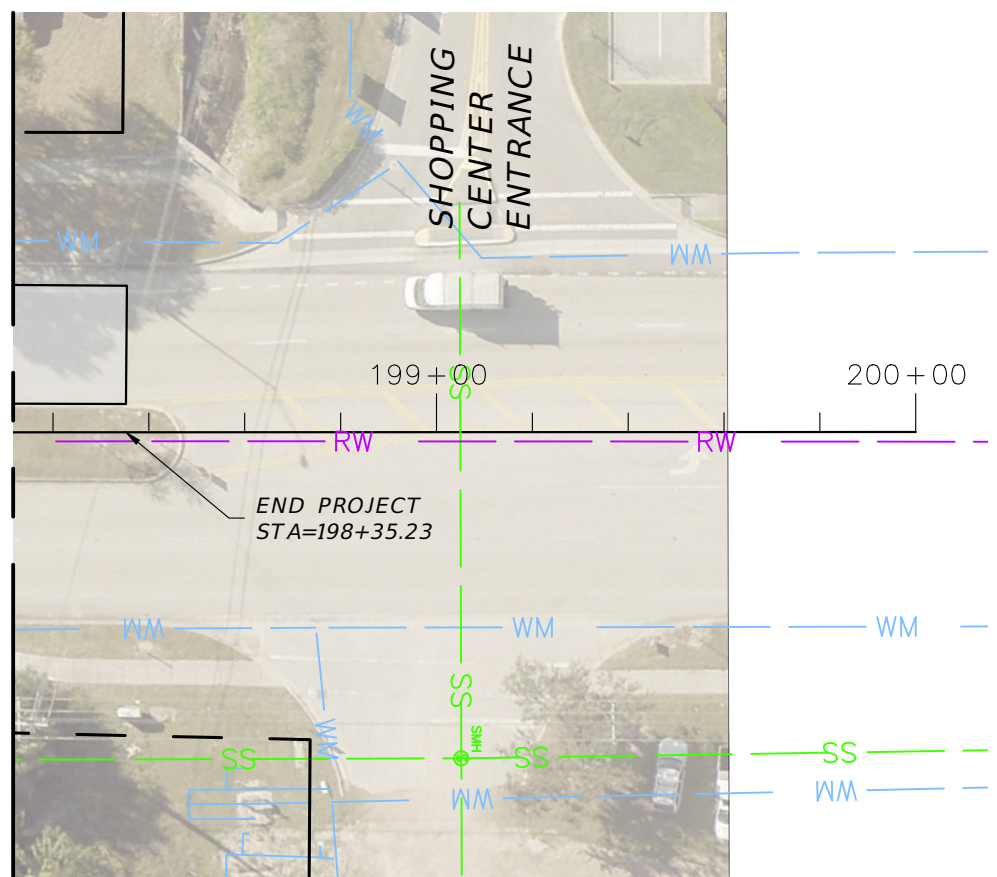 SHOPPING
CENTER
ENTRANCE
WM
WM
WM
199+00
200+00
SS
RW
RW
END PROJECT
STA=198+35.23
WM
WM
WM
SS
SMH
WM
SS
SS
SS
WM
WM